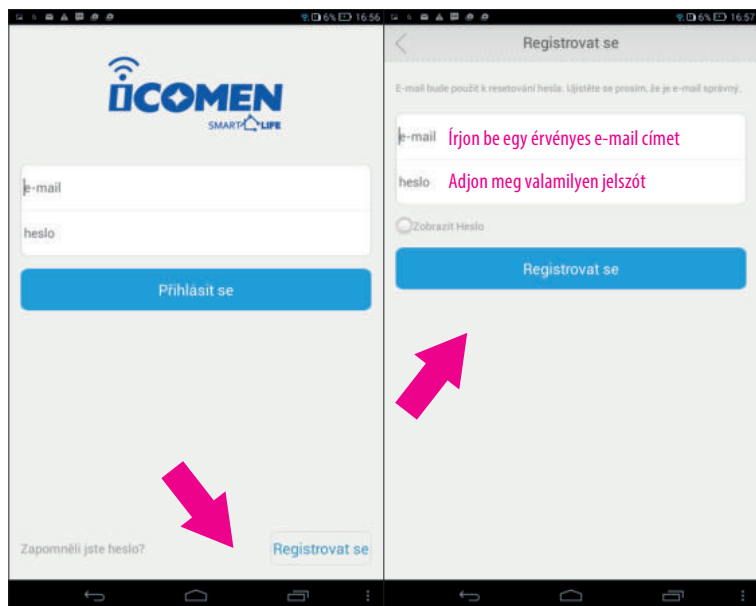 6% 16:56
iCOMEN
SMART LIFE
e-mail
heslo
Přihlásit se
Zapomněli jste heslo?
Registrovat se
6% 16:57
Registrovat se
E-mail bude použit k resetování hesla. Ujistěte se prosím, že je e-mail správný.
e-mail Írjon be egy érvényes e-mail címet
heslo Adjon meg valamilyen jelszót
Zobrazit Heslo
Registrovat se